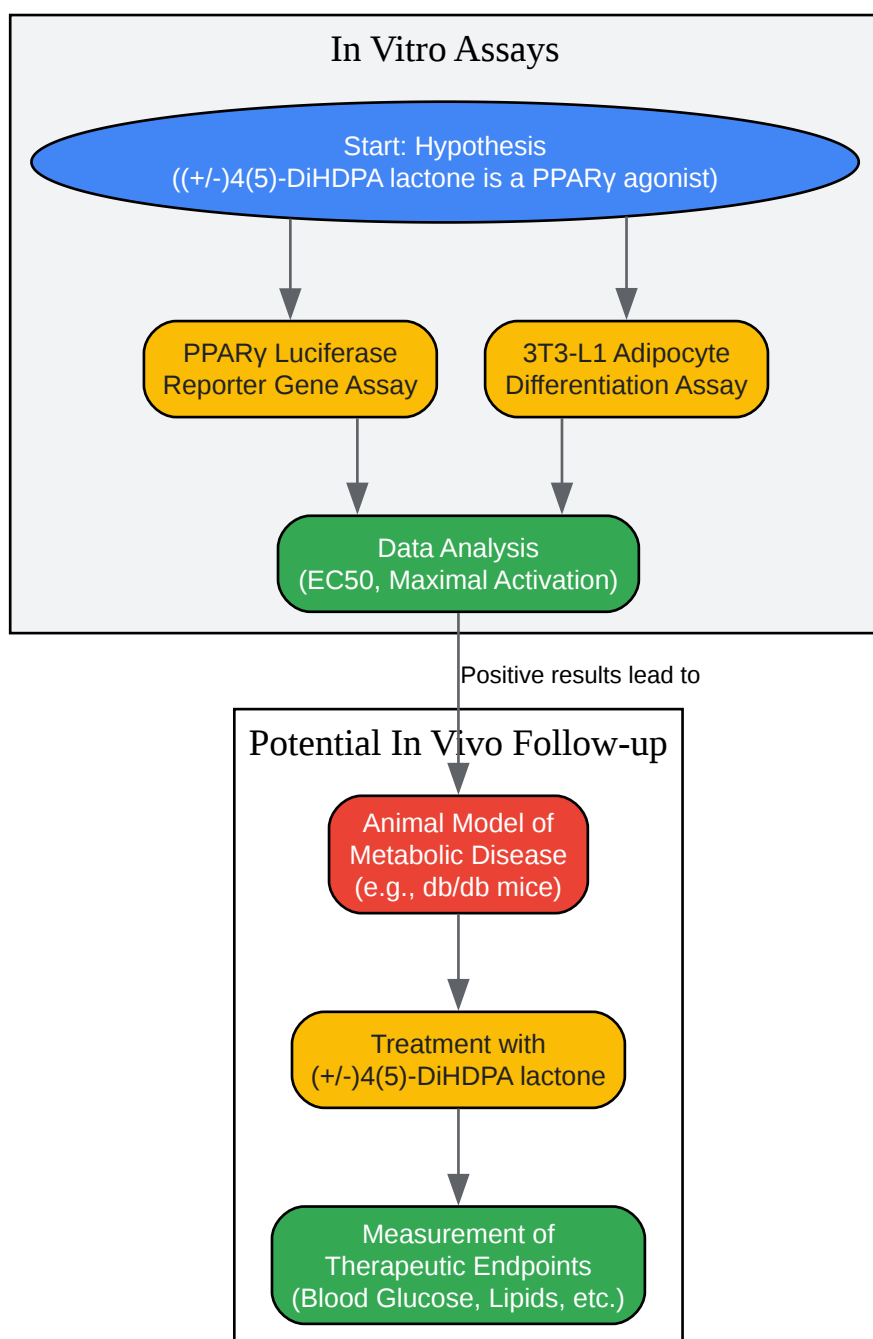 In Vitro Assays
Start: Hypothesis
((+/-)4(5)-DiHDPA lactone is a PPARγ agonist)
PPARγ Luciferase
Reporter Gene Assay
3T3-L1 Adipocyte
Differentiation Assay
Data Analysis
(EC50, Maximal Activation)
Positive results lead to
Potential In Vivo Follow-up
Animal Model of
Metabolic Disease
(e.g., db/db mice)
Treatment with
(+/-)4(5)-DiHDPA lactone
Measurement of
Therapeutic Endpoints
(Blood Glucose, Lipids, etc.)